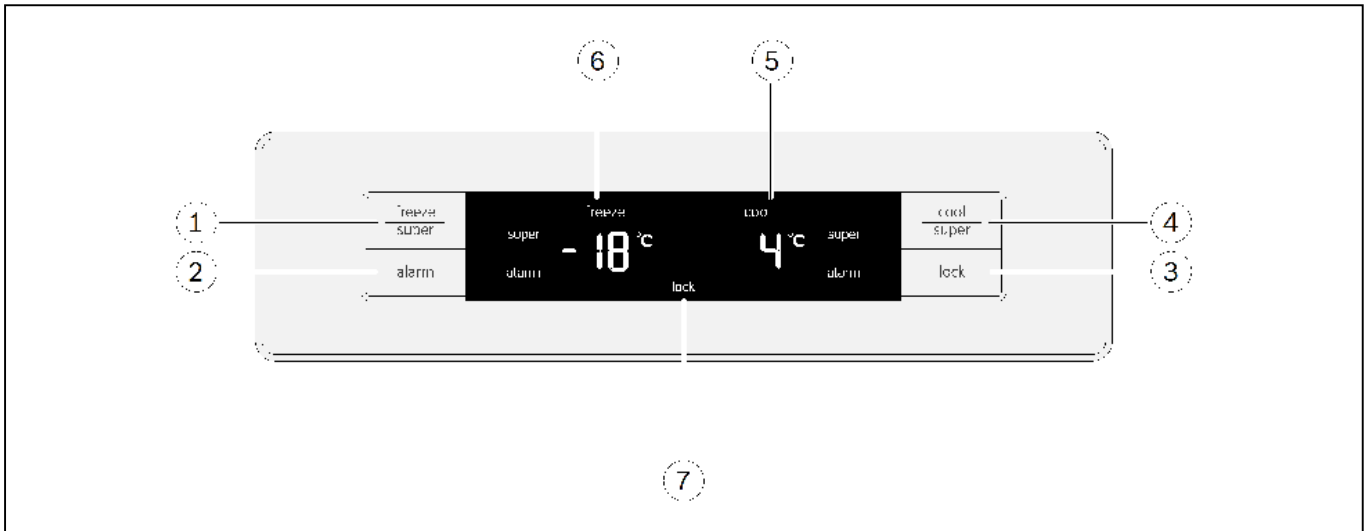 6 5
1 freeze super freeze cool cool super 4
super -18 °C 4 °C super
2 alarm alarm alarm lock 3
lock
7